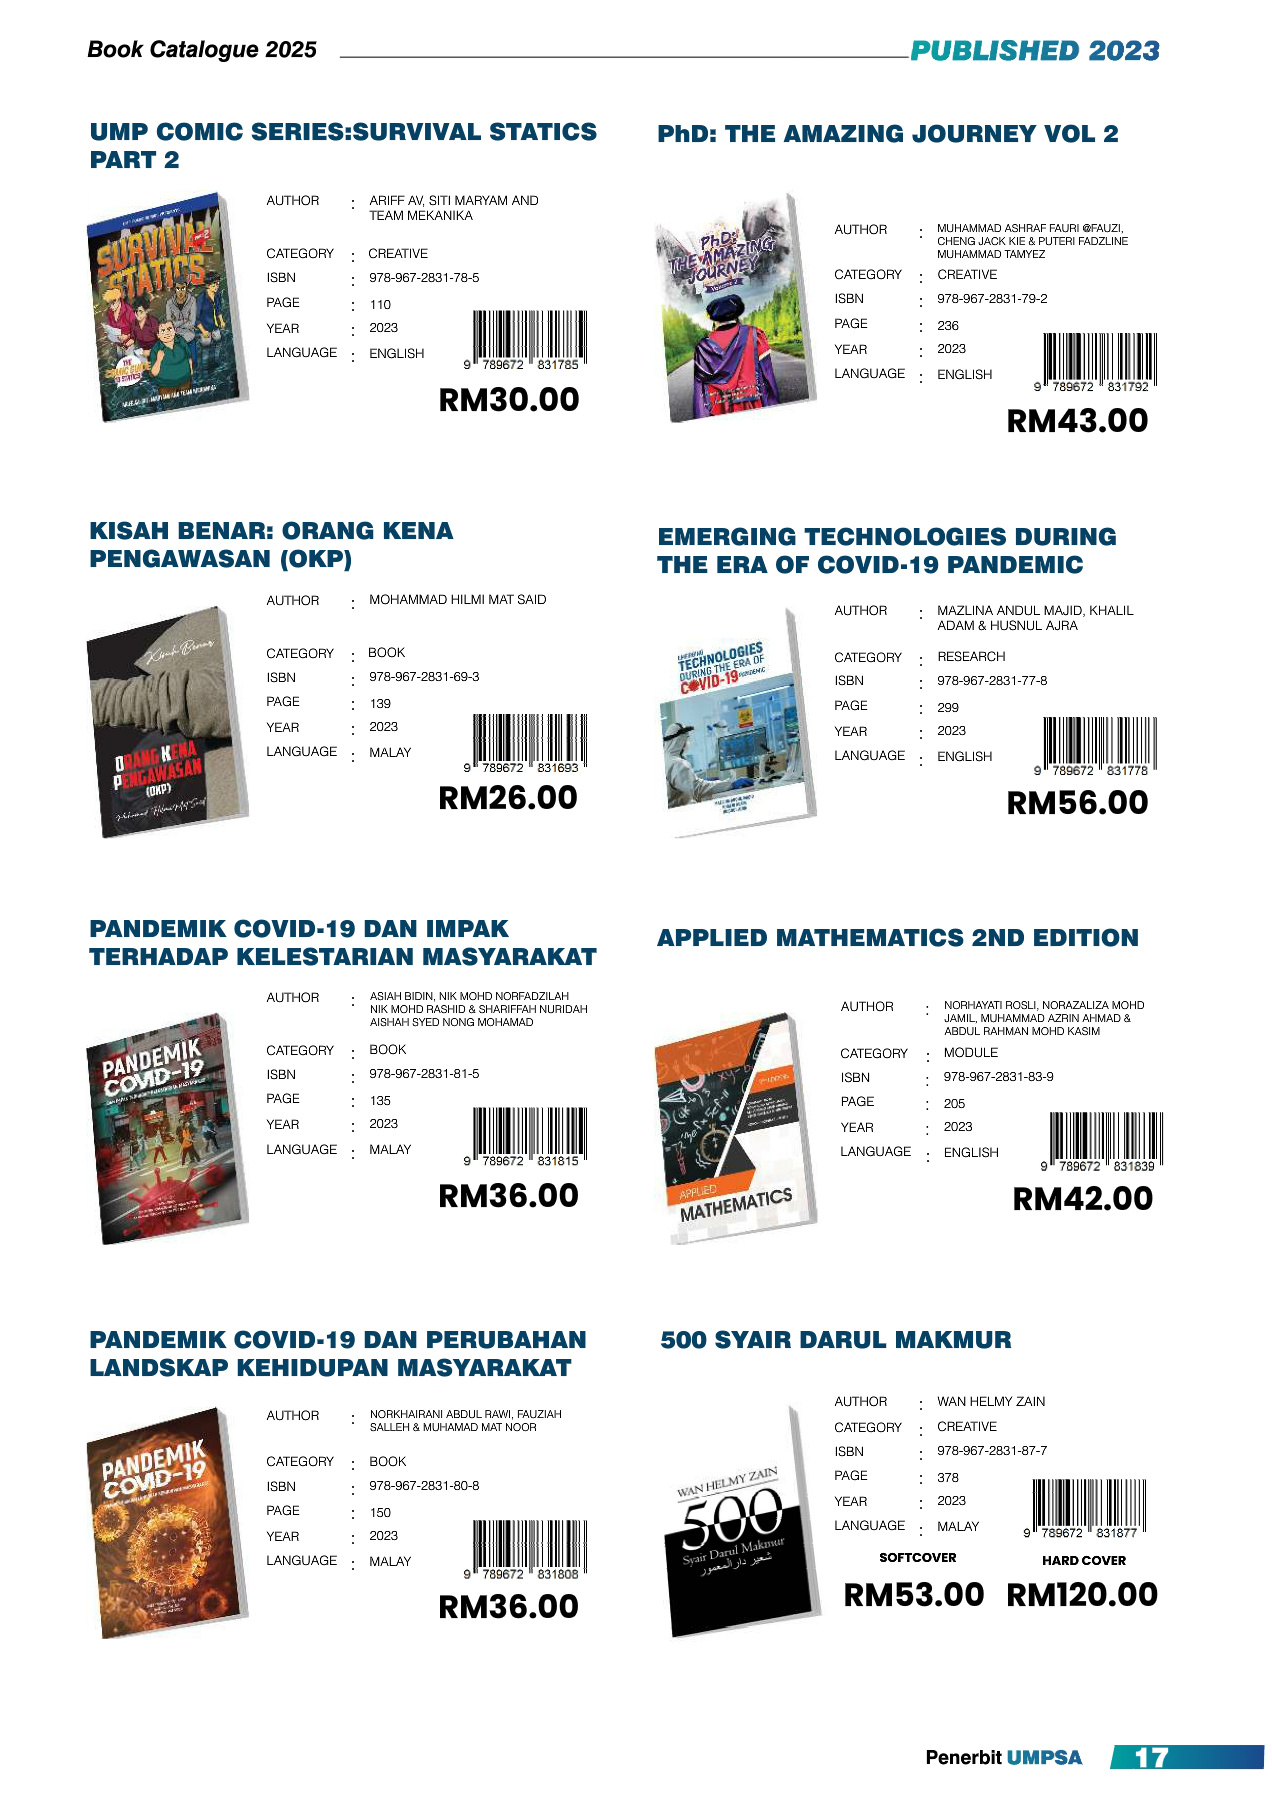 Book Catalogue 2025
PUBLISHED 2023
UMP COMIC SERIES:SURVIVAL STATICS
PART 2
SURVIVAL
STATICS
AUTHOR : ARIFF AV, SITI MARYAM AND
TEAM MEKANIKA
CATEGORY : CREATIVE
ISBN : 978-967-2831-78-5
PAGE : 110
YEAR : 2023
LANGUAGE : ENGLISH
9 789672 831785
RM30.00
PhD: THE AMAZING JOURNEY VOL 2
PhD:
THE AMAZING
JOURNEY
Volume 2
AUTHOR : MUHAMMAD ASHRAF FAURI @FAUZI,
CHENG JACK KIE & PUTERI FADZLINE
MUHAMMAD TAMYEZ
CATEGORY : CREATIVE
ISBN : 978-967-2831-79-2
PAGE : 236
YEAR : 2023
LANGUAGE : ENGLISH
9 789672 831792
RM43.00
KISAH BENAR: ORANG KENA
PENGAWASAN (OKP)
Kisah Benar
ORANG KENA
PENGAWASAN
(OKP)
Mohammad Hilmi Mat Said
AUTHOR : MOHAMMAD HILMI MAT SAID
CATEGORY : BOOK
ISBN : 978-967-2831-69-3
PAGE : 139
YEAR : 2023
LANGUAGE : MALAY
9 789672 831693
RM26.00
EMERGING TECHNOLOGIES DURING
THE ERA OF COVID-19 PANDEMIC
EMERGING
TECHNOLOGIES
DURING THE ERA OF
COVID-19 PANDEMIC
AUTHOR : MAZLINA ANDUL MAJID, KHALIL
ADAM & HUSNUL AJRA
CATEGORY : RESEARCH
ISBN : 978-967-2831-77-8
PAGE : 299
YEAR : 2023
LANGUAGE : ENGLISH
9 789672 831778
RM56.00
PANDEMIK COVID-19 DAN IMPAK
TERHADAP KELESTARIAN MASYARAKAT
PANDEMIK
COVID-19
AUTHOR : ASIAH BIDIN, NIK MOHD NORFADZILAH
NIK MOHD RASHID & SHARIFFAH NURIDAH
AISHAH SYED NONG MOHAMAD
CATEGORY : BOOK
ISBN : 978-967-2831-81-5
PAGE : 135
YEAR : 2023
LANGUAGE : MALAY
9 789672 831815
RM36.00
APPLIED MATHEMATICS 2ND EDITION
APPLIED
MATHEMATICS
AUTHOR : NORHAYATI ROSLI, NORAZALIZA MOHD
JAMIL, MUHAMMAD AZRIN AHMAD &
ABDUL RAHMAN MOHD KASIM
CATEGORY : MODULE
ISBN : 978-967-2831-83-9
PAGE : 205
YEAR : 2023
LANGUAGE : ENGLISH
9 789672 831839
RM42.00
PANDEMIK COVID-19 DAN PERUBAHAN
LANDSKAP KEHIDUPAN MASYARAKAT
PANDEMIK
COVID-19
AUTHOR : NORKHAIRANI ABDUL RAWI, FAUZIAH
SALLEH & MUHAMAD MAT NOOR
CATEGORY : BOOK
ISBN : 978-967-2831-80-8
PAGE : 150
YEAR : 2023
LANGUAGE : MALAY
9 789672 831808
RM36.00
500 SYAIR DARUL MAKMUR
WAN HELMY ZAIN
500
Syair Darul Makmur
AUTHOR : WAN HELMY ZAIN
CATEGORY : CREATIVE
ISBN : 978-967-2831-87-7
PAGE : 378
YEAR : 2023
LANGUAGE : MALAY
9 789672 831877
SOFTCOVER
HARD COVER
RM53.00
RM120.00
Penerbit UMPSA
17